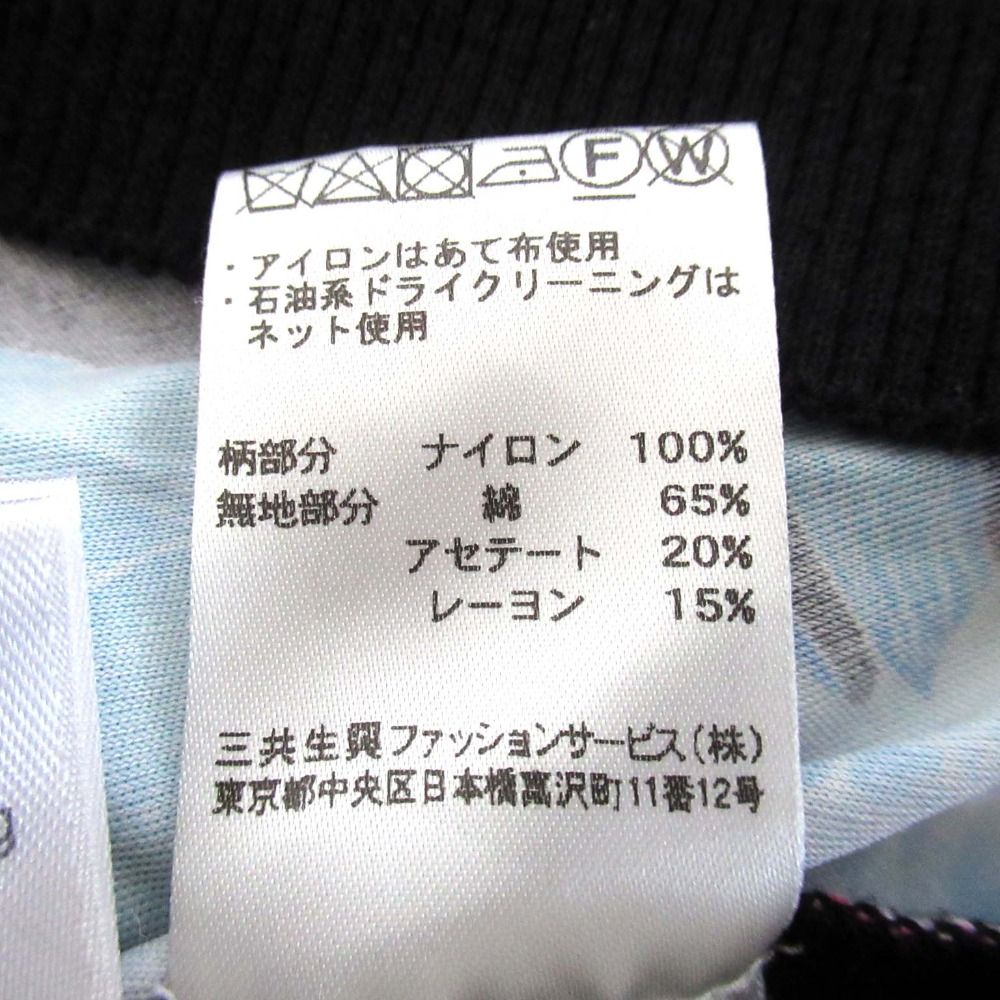 F W
・アイロンはあて布使用
・石油系ドライクリーニングは
ネット使用
柄部分 ナイロン 100%
無地部分 綿 65%
アセテート 20%
レーヨン 15%
三共生興ファッションサービス(株)
東京都中央区日本橋富沢町11番12号
g